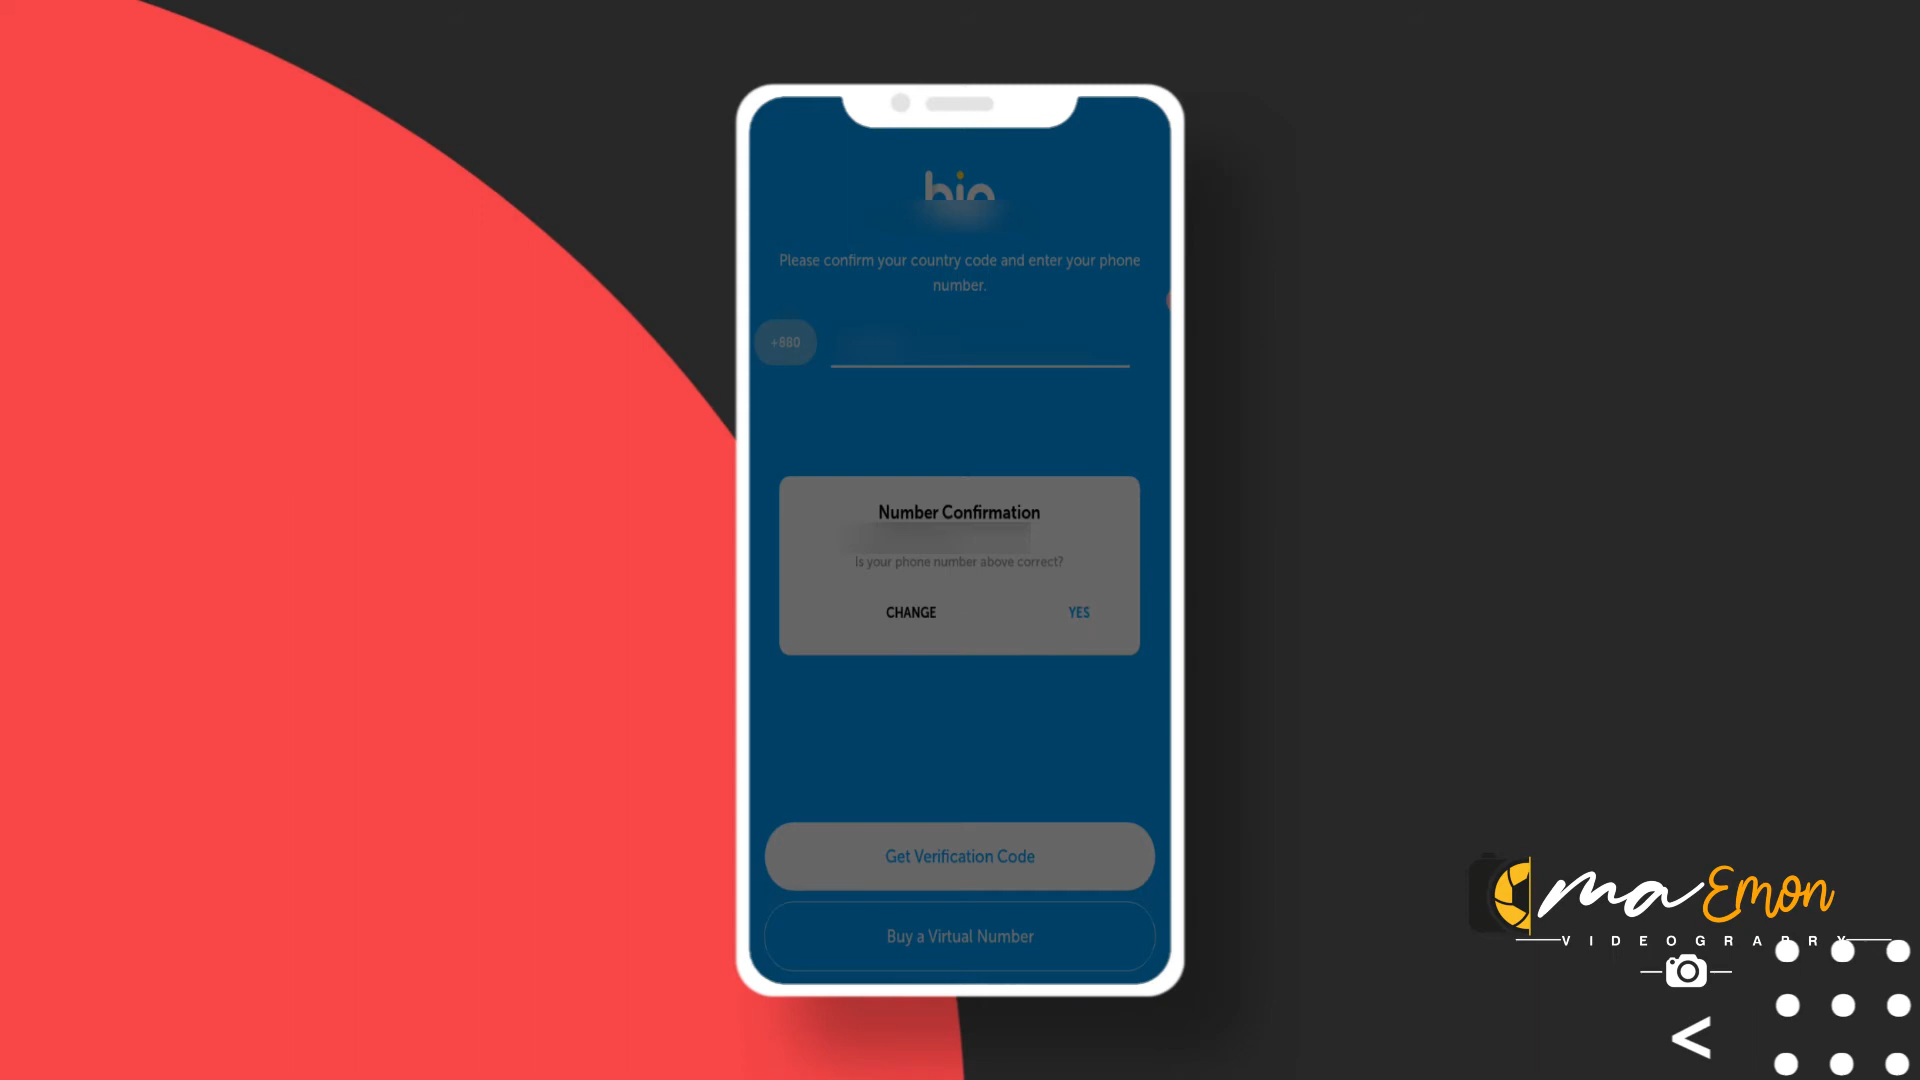 bip
Please confirm your country code and enter your phone
number.
+880
Number Confirmation
Is your phone number above correct?
CHANGE
YES
Get Verification Code
Buy a Virtual Number
ma Emon
VIDEOGRAPRY
<